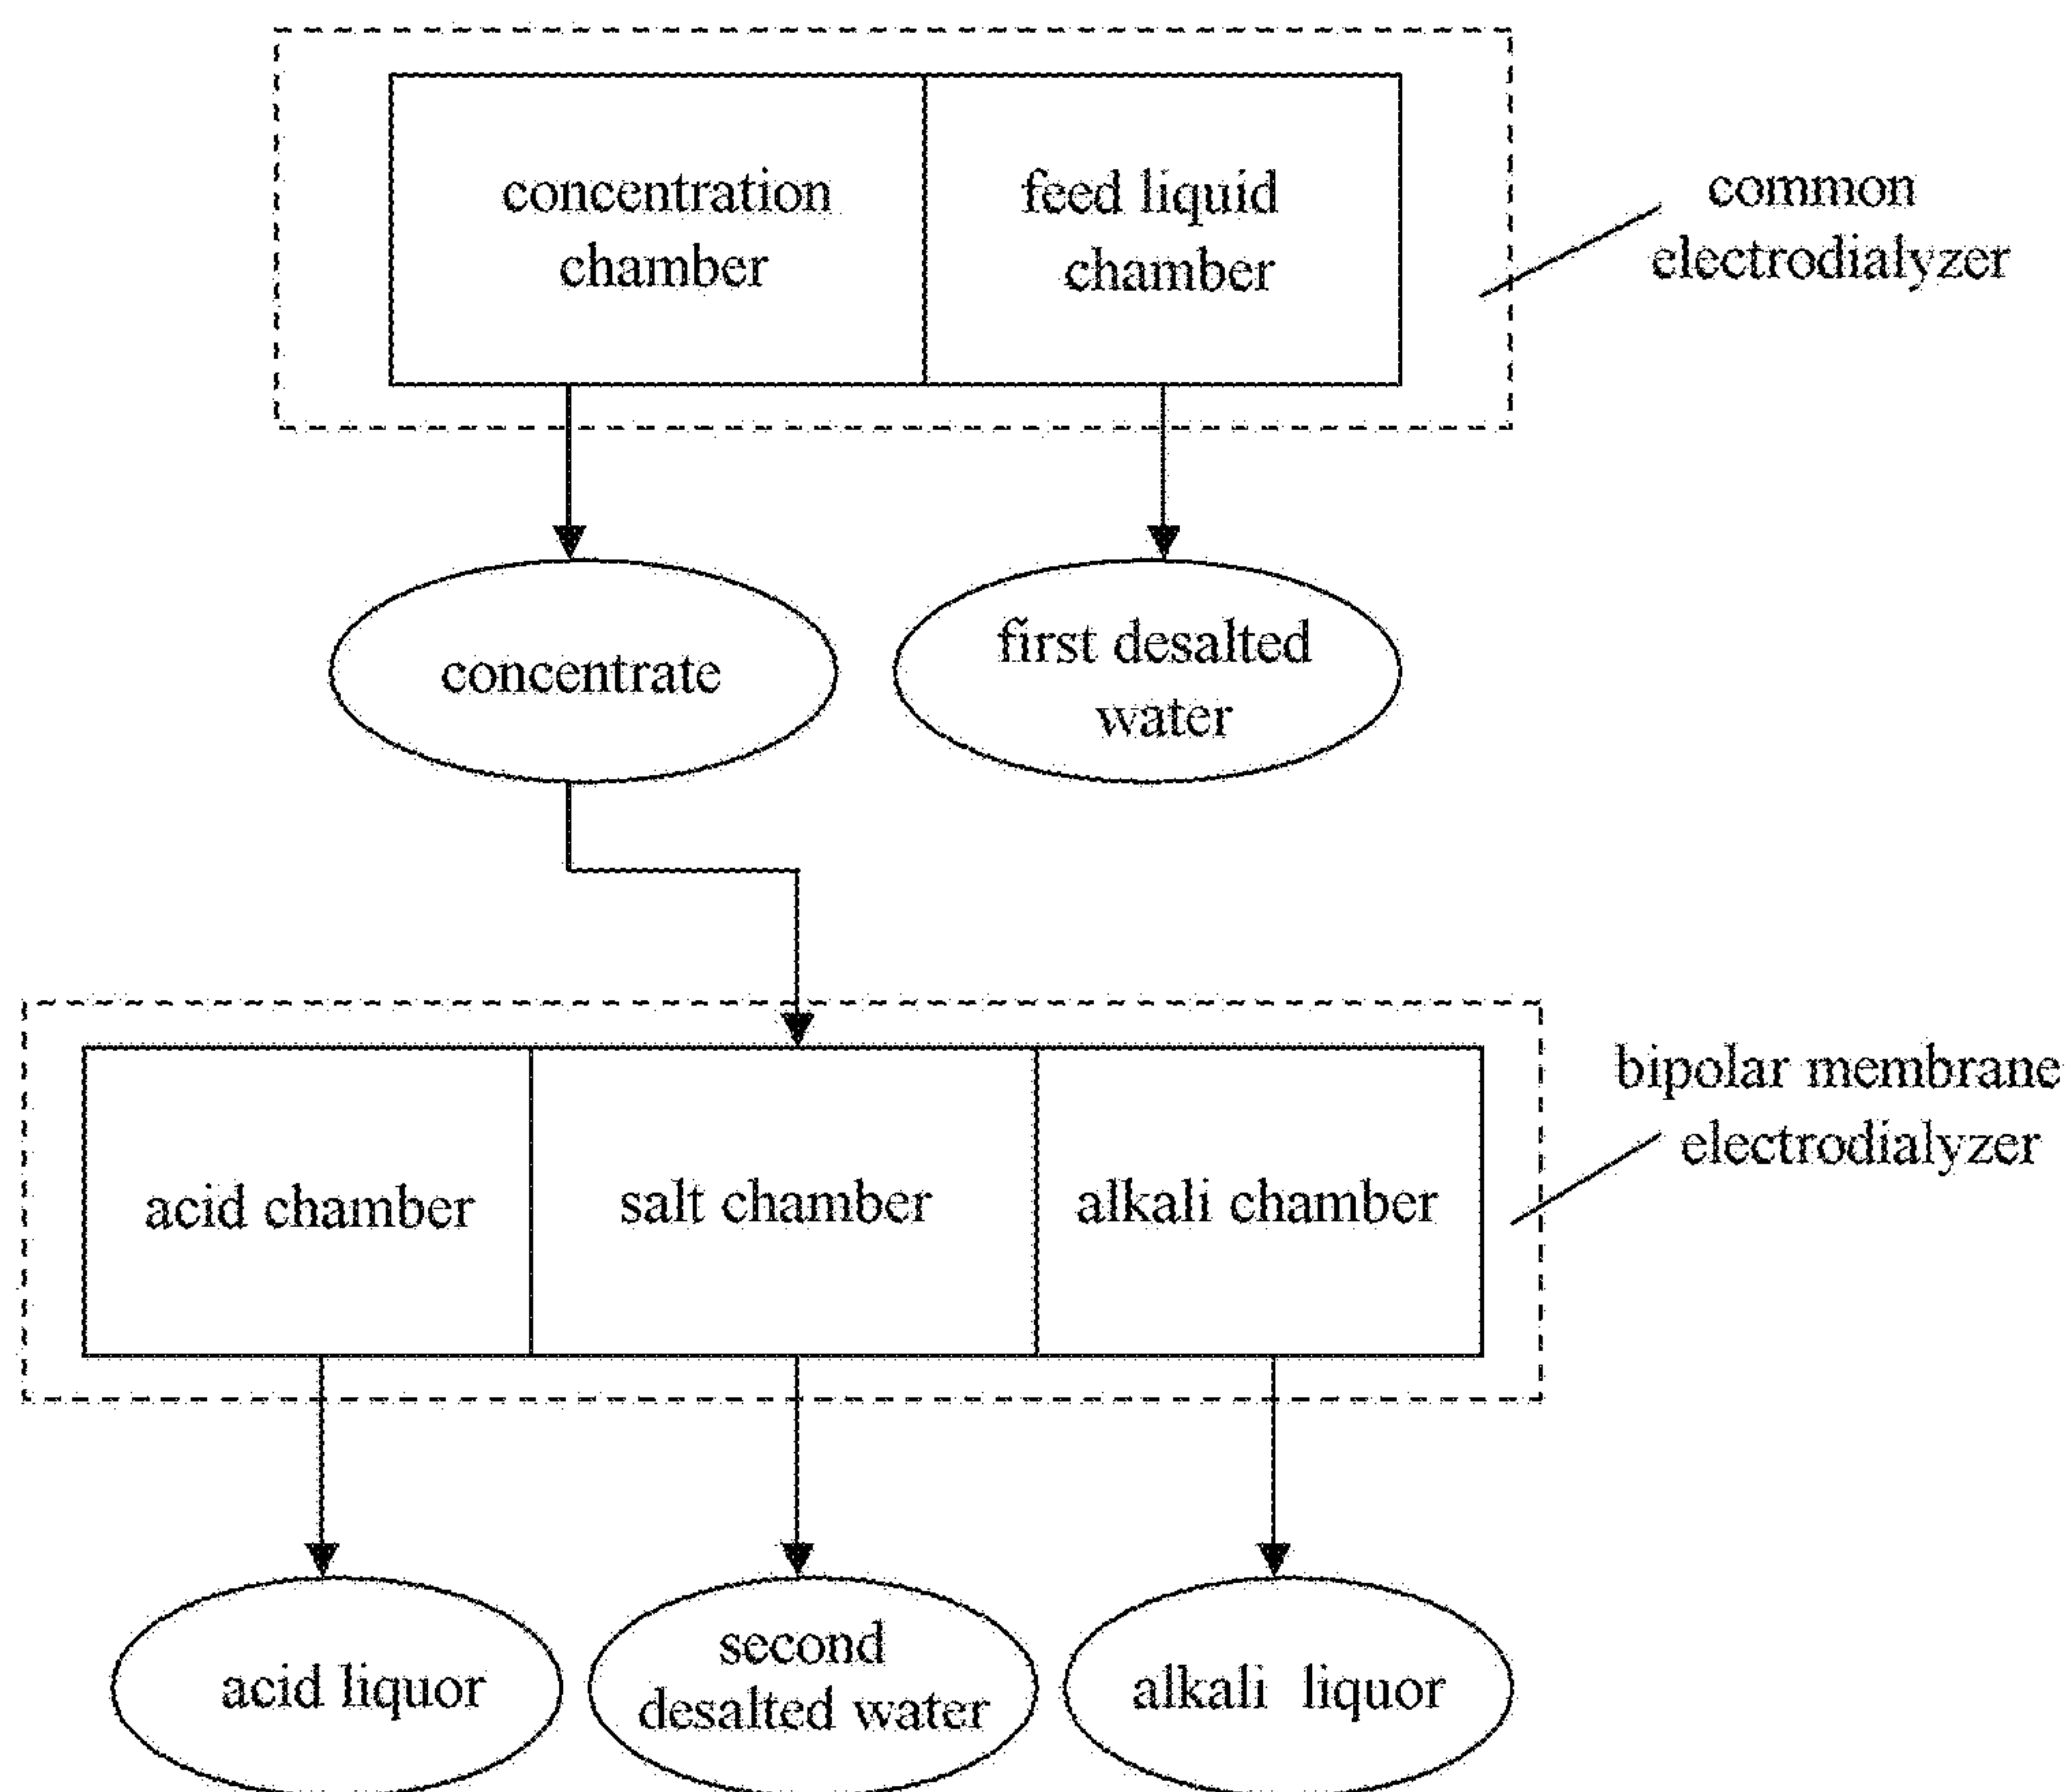 concentration
chamber
feed liquid
chamber
common
electrodialyzer
concentrate
first desalted
water
bipolar membrane
electrodialyzer
acid chamber
salt chamber
alkali chamber
acid liquor
second
desalted water
alkali liquor